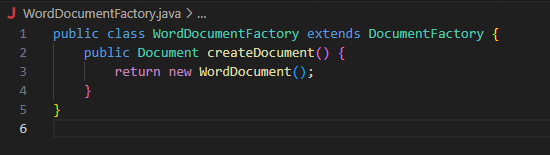 J WordDocumentFactory.java > ...
1 public class WordDocumentFactory extends DocumentFactory {
2 public Document createDocument() {
3 return new WordDocument();
4 }
5 }
6